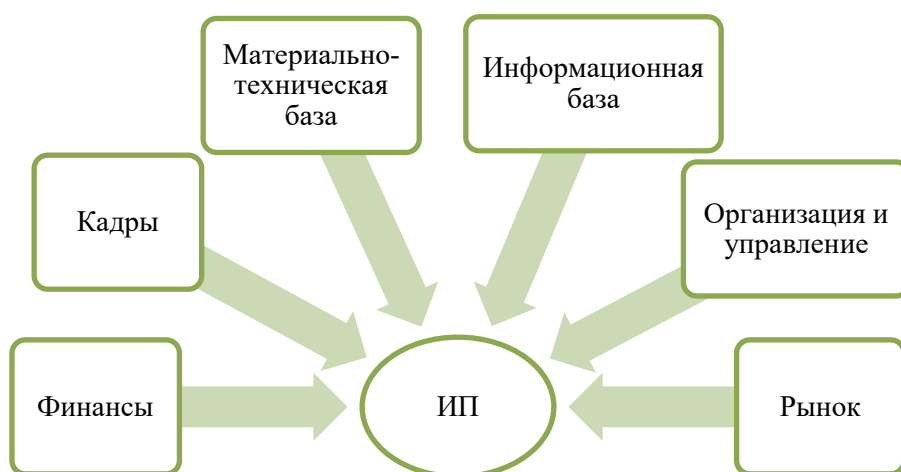 Материально-
техническая
база
Информационная
база
Кадры
Организация и
управление
Финансы
ИП
Рынок